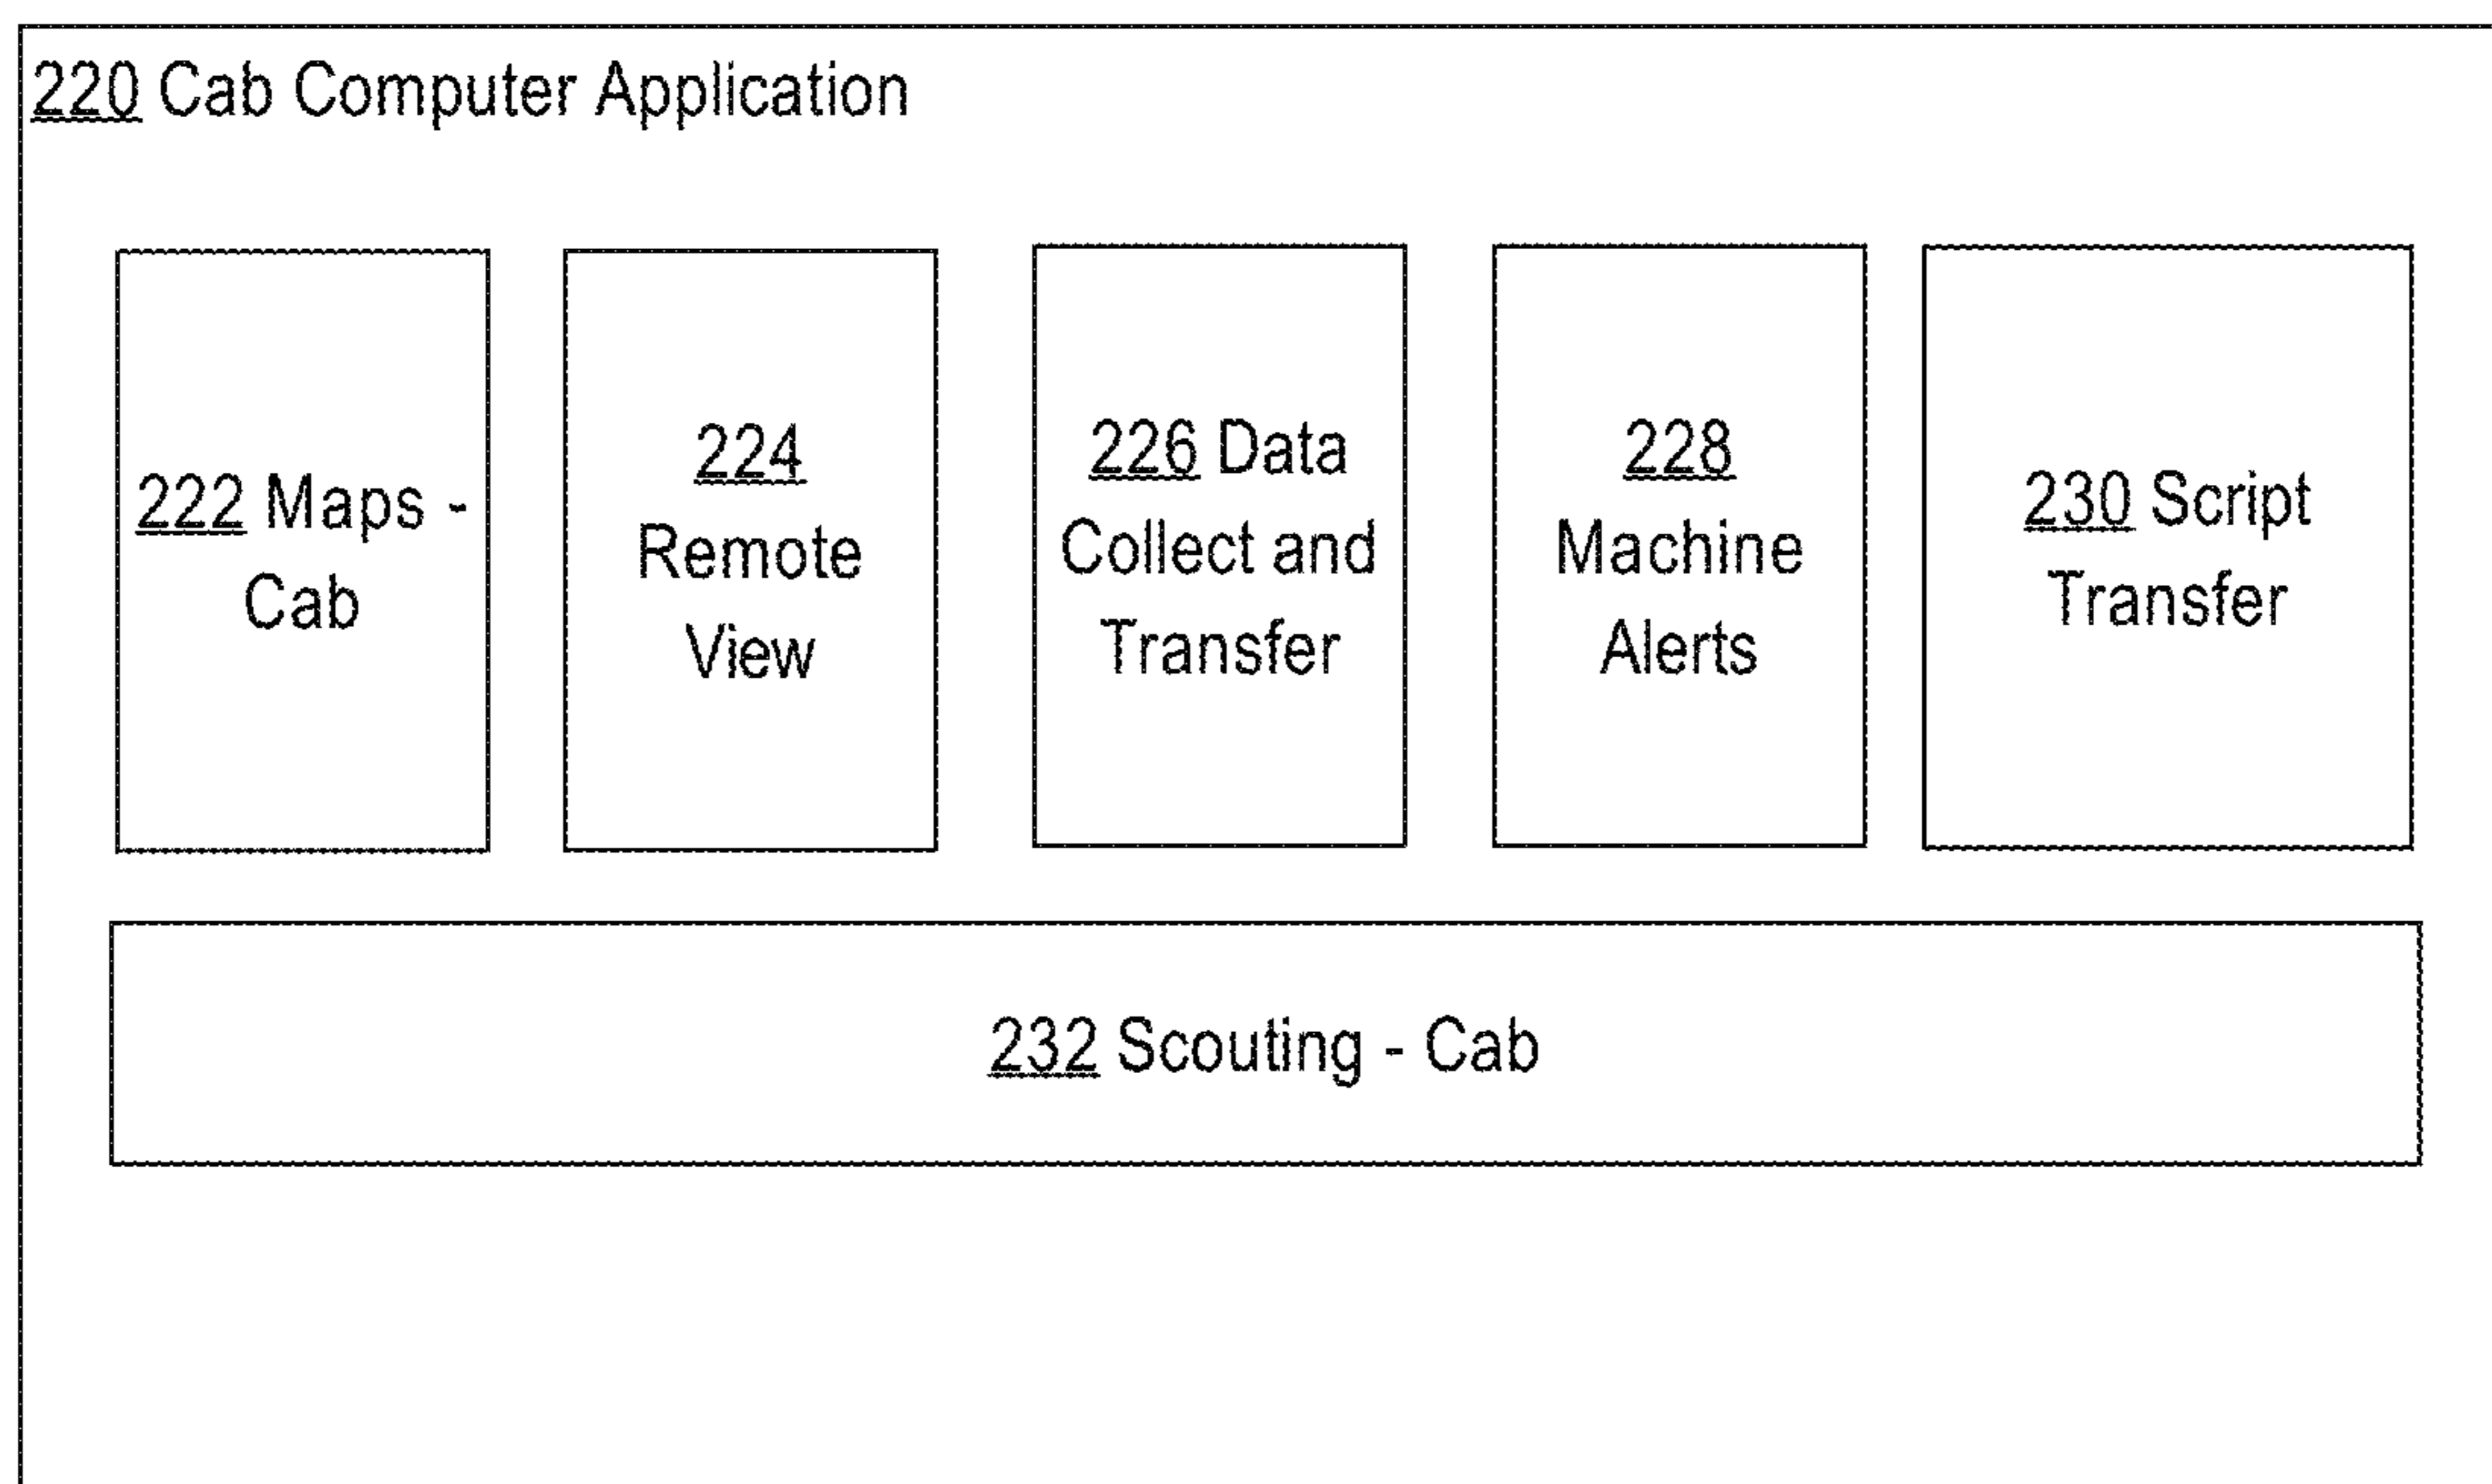 220 Cab Computer Application
222 Maps -
Cab
224
Remote
View
226 Data
Collect and
Transfer
228
Machine
Alerts
230 Script
Transfer
232 Scouting - Cab